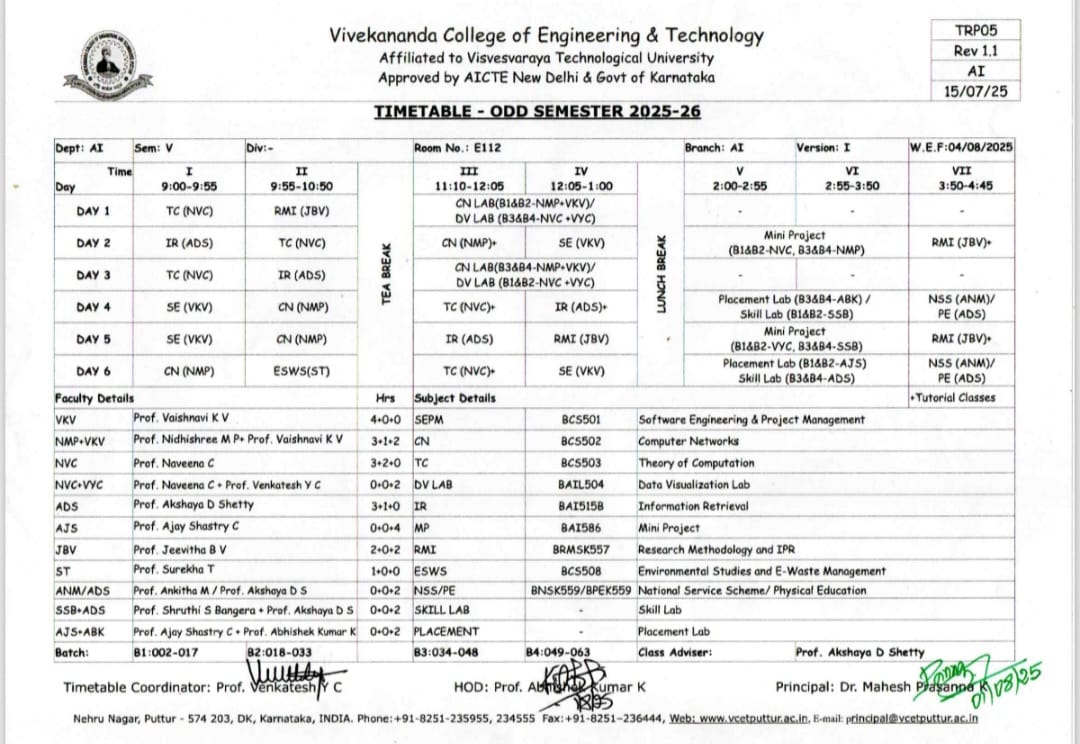 Vivekananda College of Engineering & Technology
Affiliated to Visvesvaraya Technological University
Approved by AICTE New Delhi & Govt of Karnataka
TRP05
Rev 1.1
AI
15/07/25
TIMETABLE - ODD SEMESTER 2025-26
Dept: AI Sem: V Div:- Room No.: E112 Branch: AI Version: I W.E.F:04/08/2025
Time I II III IV V VI VII
Day 9:00-9:55 9:55-10:50 11:10-12:05 12:05-1:00 2:00-2:55 2:55-3:50 3:50-4:45
TEA BREAK
LUNCH BREAK
DAY 1 TC (NVC) RMI (JBV) CN LAB(B1&B2-NMP+VKV)/ - - -
DV LAB (B3&B4-NVC +VYC)
DAY 2 IR (ADS) TC (NVC) CN (NMP)+ SE (VKV) Mini Project RMI (JBV)+
(B1&B2-NVC, B3&B4-NMP)
DAY 3 TC (NVC) IR (ADS) CN LAB(B3&B4-NMP+VKV)/ - - -
DV LAB (B1&B2-NVC +VYC)
DAY 4 SE (VKV) CN (NMP) TC (NVC)+ IR (ADS)+ Placement Lab (B3&B4-ABK) / NSS (ANM)/
Skill Lab (B1&B2-SSB) PE (ADS)
DAY 5 SE (VKV) CN (NMP) IR (ADS) RMI (JBV) Mini Project RMI (JBV)+
(B1&B2-VYC, B3&B4-SSB)
DAY 6 CN (NMP) ESWS(ST) TC (NVC)+ SE (VKV) Placement Lab (B1&B2-AJS) NSS (ANM)/
Skill Lab (B3&B4-ADS) PE (ADS)
Faculty Details Hrs Subject Details +Tutorial Classes
VKV Prof. Vaishnavi K V 4+0+0 SEPM BCS501 Software Engineering & Project Management
NMP+VKV Prof. Nidhishree M P+ Prof. Vaishnavi K V 3+1+2 CN BCS502 Computer Networks
NVC Prof. Naveena C 3+2+0 TC BCS503 Theory of Computation
NVC+VYC Prof. Naveena C + Prof. Venkatesh Y C 0+0+2 DV LAB BAIL504 Data Visualization Lab
ADS Prof. Akshaya D Shetty 3+1+0 IR BAI515B Information Retrieval
AJS Prof. Ajay Shastry C 0+0+4 MP BAI586 Mini Project
JBV Prof. Jeevitha B V 2+0+2 RMI BRMSK557 Research Methodology and IPR
ST Prof. Surekha T 1+0+0 ESWS BCS508 Environmental Studies and E-Waste Management
ANM/ADS Prof. Ankitha M / Prof. Akshaya D S 0+0+2 NSS/PE BNSK559/BPEK559 National Service Scheme/ Physical Education
SSB+ADS Prof. Shruthi S Bangera + Prof. Akshaya D S 0+0+2 SKILL LAB - Skill Lab
AJS+ABK Prof. Ajay Shastry C + Prof. Abhishek Kumar K 0+0+2 PLACEMENT - Placement Lab
Batch: B1:002-017 B2:018-033 B3:034-048 B4:049-063 Class Adviser: Prof. Akshaya D Shetty
Timetable Coordinator: Prof. Venkatesh Y C HOD: Prof. Abhishek Kumar K Principal: Dr. Mahesh Prasanna K
Nehru Nagar, Puttur - 574 203, DK, Karnataka, INDIA. Phone:+91-8251-235955, 234555 Fax:+91-8251-236444, Web: www.vcetputtur.ac.in, E-mail: principal@vcetputtur.ac.in